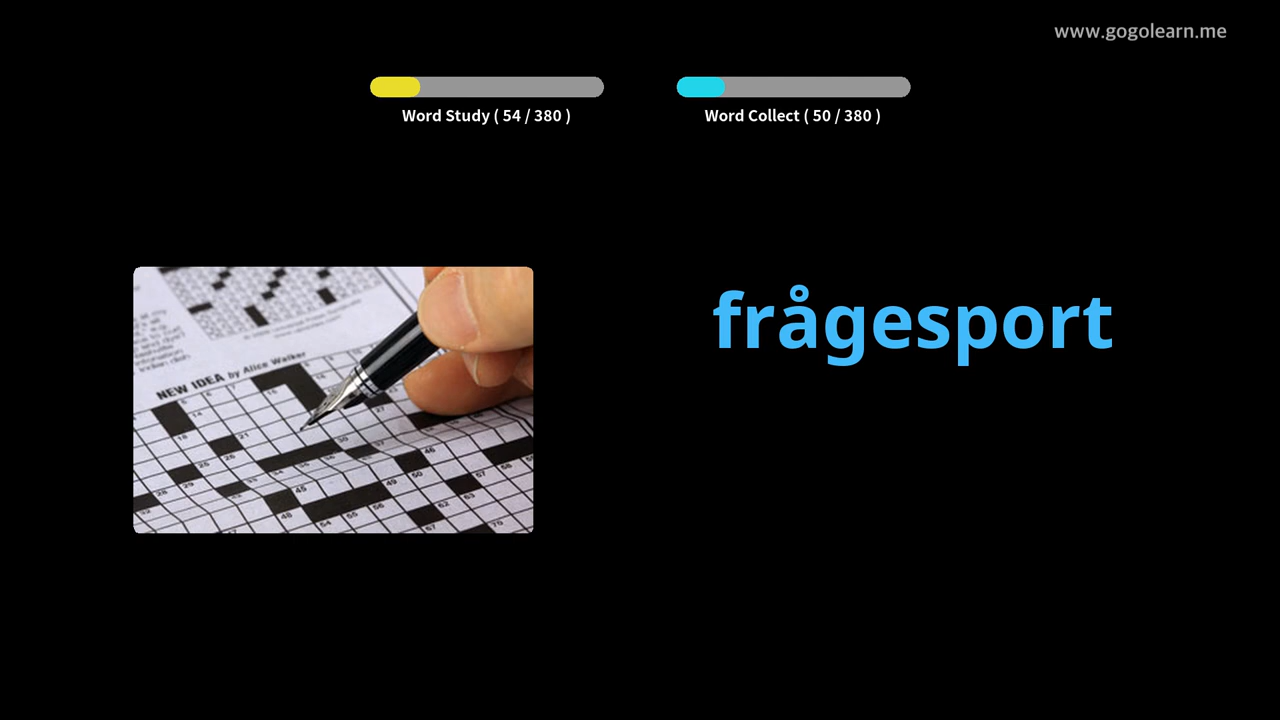 www.gogolearn.me
Word Study ( 54 / 380 )
Word Collect ( 50 / 380 )
frågesport
NEW IDEA by Alice Walker